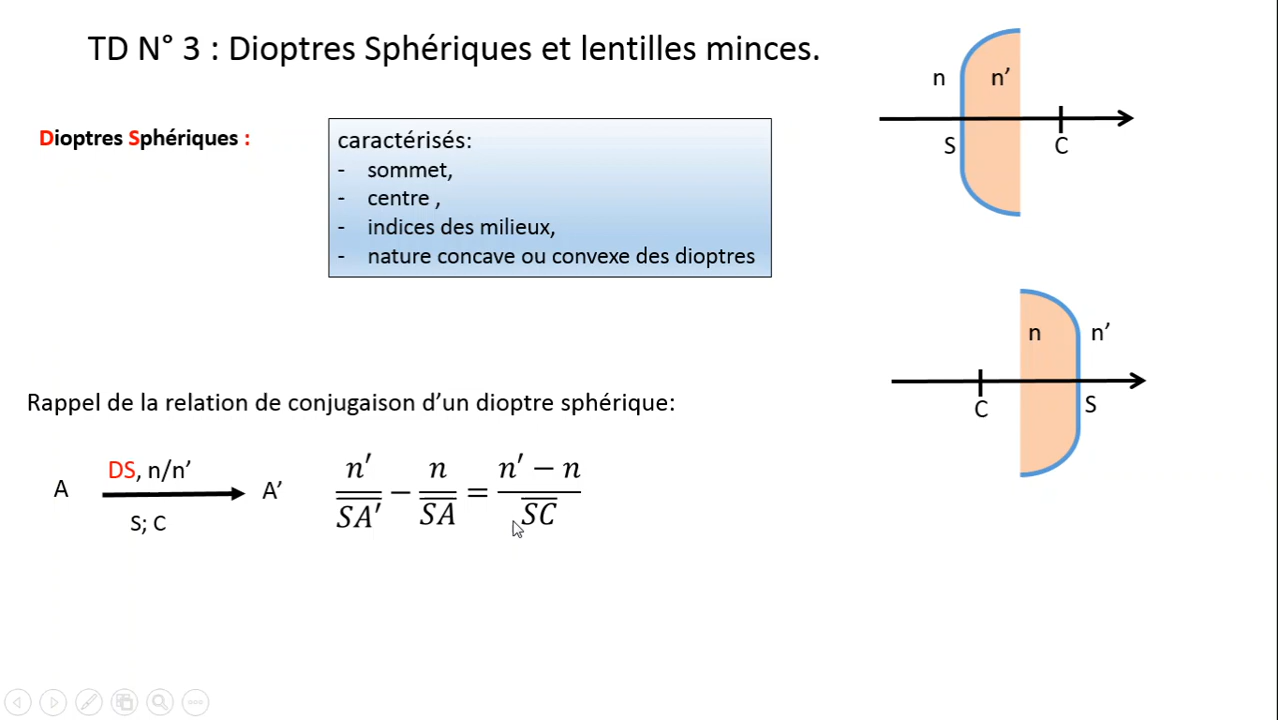 TD N° 3 : Dioptres Sphériques et lentilles minces.
Dioptres Sphériques :
caractérisés:
- sommet,
- centre ,
- indices des milieux,
- nature concave ou convexe des dioptres
n n’
S C
n n’
C S
Rappel de la relation de conjugaison d’un dioptre sphérique:
A DS, n/n’ A’
S; C
n′/SA′ − n/SA = n′ − n/SC